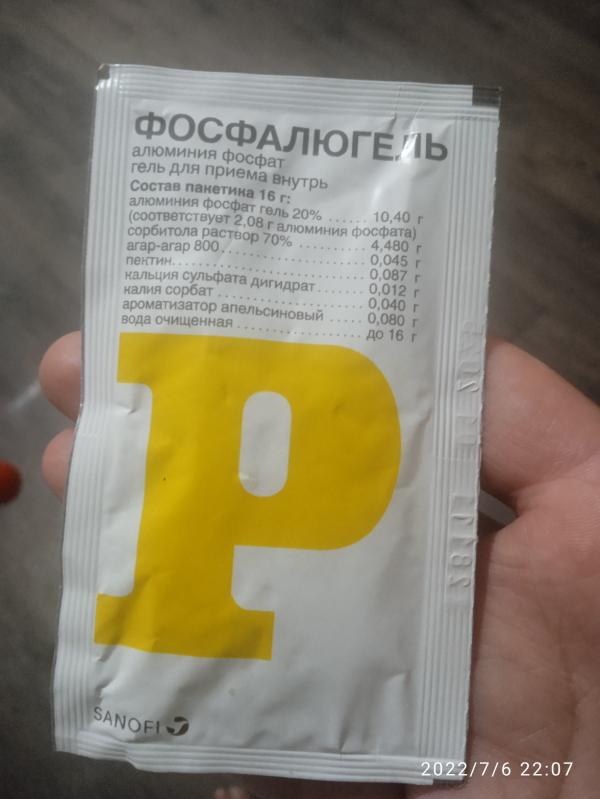 ФОСФАЛЮГЕЛЬ
алюминия фосфат
гель для приема внутрь
Состав пакетика 16 г:
алюминия фосфат гель 20% ...... 10,40 г
(соответствует 2,08 г алюминия фосфата)
сорбитола раствор 70% ............ 4,480 г
агар-агар 800 ........................ 0,045 г
пектин ................................ 0,087 г
кальция сульфата дигидрат ...... 0,012 г
калия сорбат ........................ 0,040 г
ароматизатор апельсиновый ..... 0,080 г
вода очищенная .................... до 16 г
P
SANOFI
2022/7/6 22:07